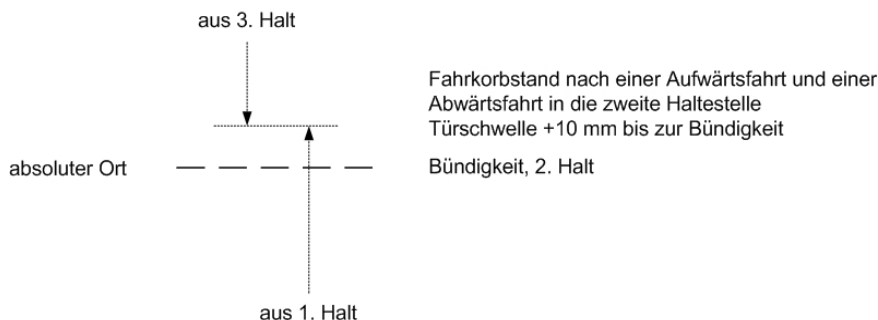 aus 3. Halt
Fahrkorbstand nach einer Aufwärtsfahrt und einer
Abwärtsfahrt in die zweite Haltestelle
Türschwelle +10 mm bis zur Bündigkeit
absoluter Ort
Bündigkeit, 2. Halt
aus 1. Halt